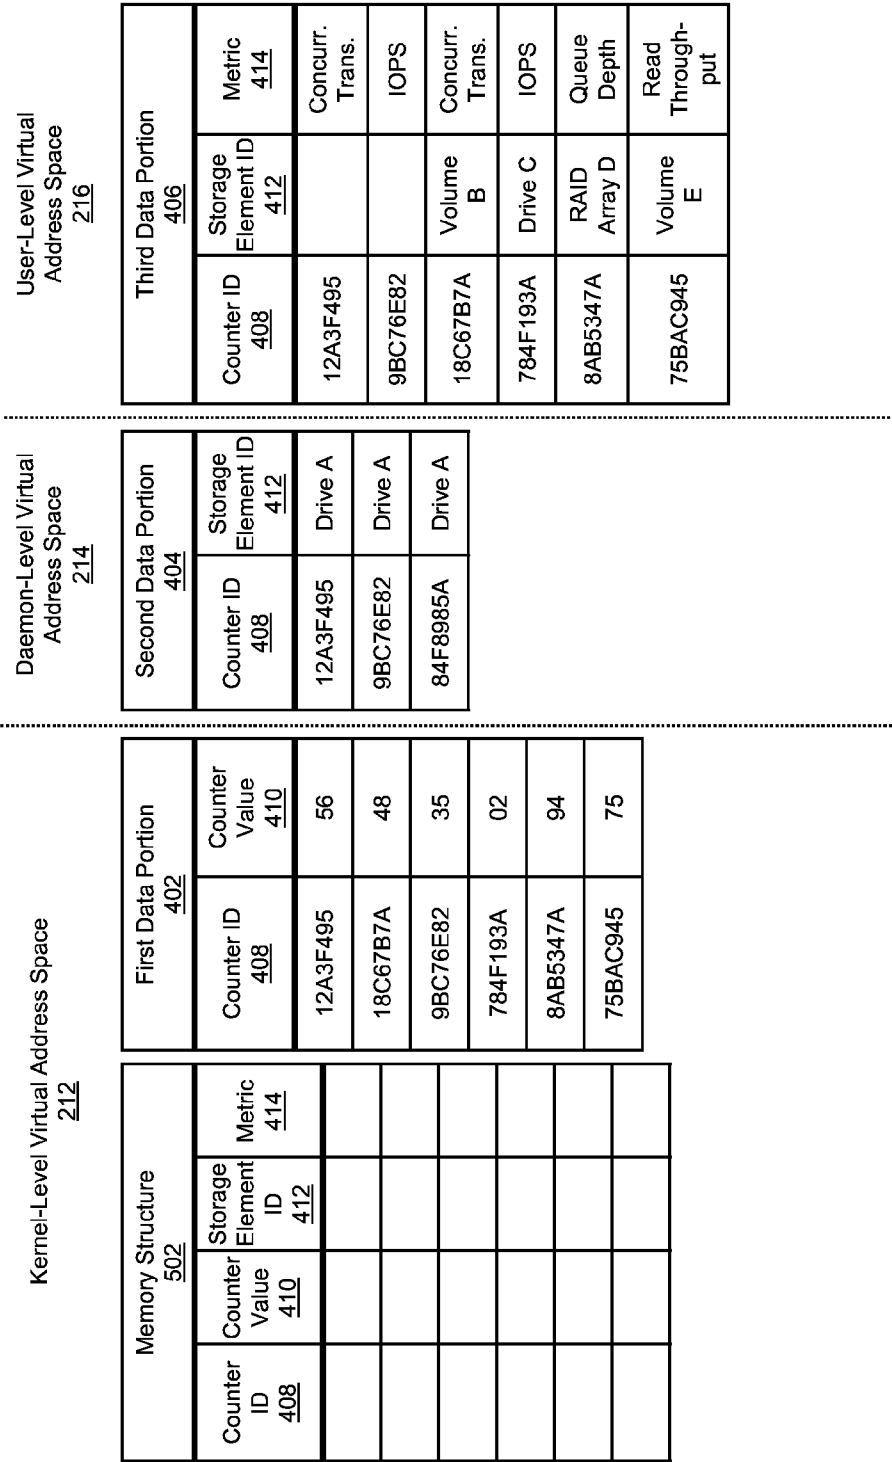 Kernel-Level Virtual Address Space
212
Memory Structure
502
Counter
ID
408
Counter
Value
410
Storage
Element
ID
412
Metric
414
First Data Portion
402
Counter ID
408
Counter
Value
410
12A3F495
56
18C67B7A
48
9BC76E82
35
784F193A
02
8AB5347A
94
75BAC945
75
Daemon-Level Virtual
Address Space
214
Second Data Portion
404
Counter ID
408
Storage
Element ID
412
12A3F495
Drive A
9BC76E82
Drive A
84F8985A
Drive A
User-Level Virtual
Address Space
216
Third Data Portion
406
Counter ID
408
Storage
Element ID
412
Metric
414
12A3F495
Concurr.
Trans.
9BC76E82
IOPS
18C67B7A
Volume
B
Concurr.
Trans.
784F193A
Drive C
IOPS
8AB5347A
RAID
Array D
Queue
Depth
75BAC945
Volume
E
Read
Through-
put